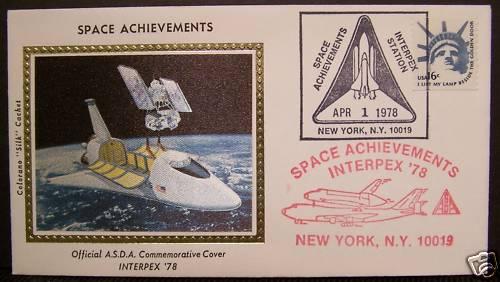 SPACE ACHIEVEMENTS
Colorano "Silk" Cachet
Official A.S.D.A. Commemorative Cover
INTERPEX '78
SPACE ACHIEVEMENTS
INTERPEX STATION
APR 1 1978
NEW YORK, N.Y. 10019
USA 16c
I LIFT MY LAMP BESIDE THE GOLDEN DOOR
SPACE ACHIEVEMENTS
INTERPEX '78
NEW YORK, N.Y. 10019